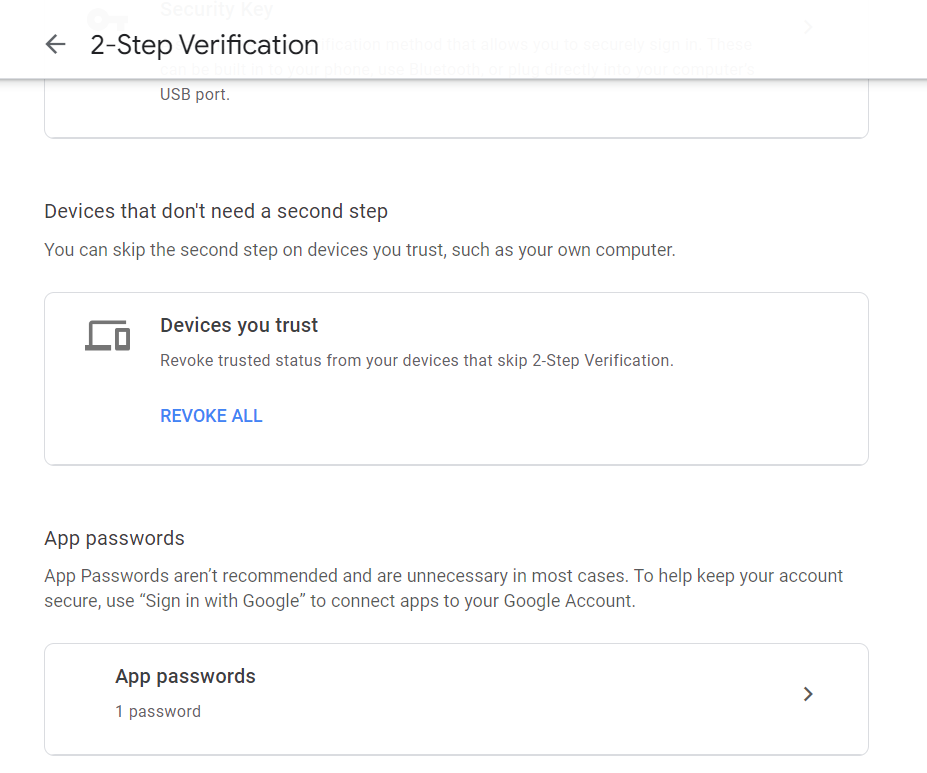 Security Key
2-Step Verification
ification method that allows you to securely sign in. These
can be built in to your phone, use Bluetooth, or plug directly into your computer's
USB port.
Devices that don't need a second step
You can skip the second step on devices you trust, such as your own computer.
Devices you trust
Revoke trusted status from your devices that skip 2-Step Verification.
REVOKE ALL
App passwords
App Passwords aren’t recommended and are unnecessary in most cases. To help keep your account
secure, use “Sign in with Google” to connect apps to your Google Account.
App passwords
1 password